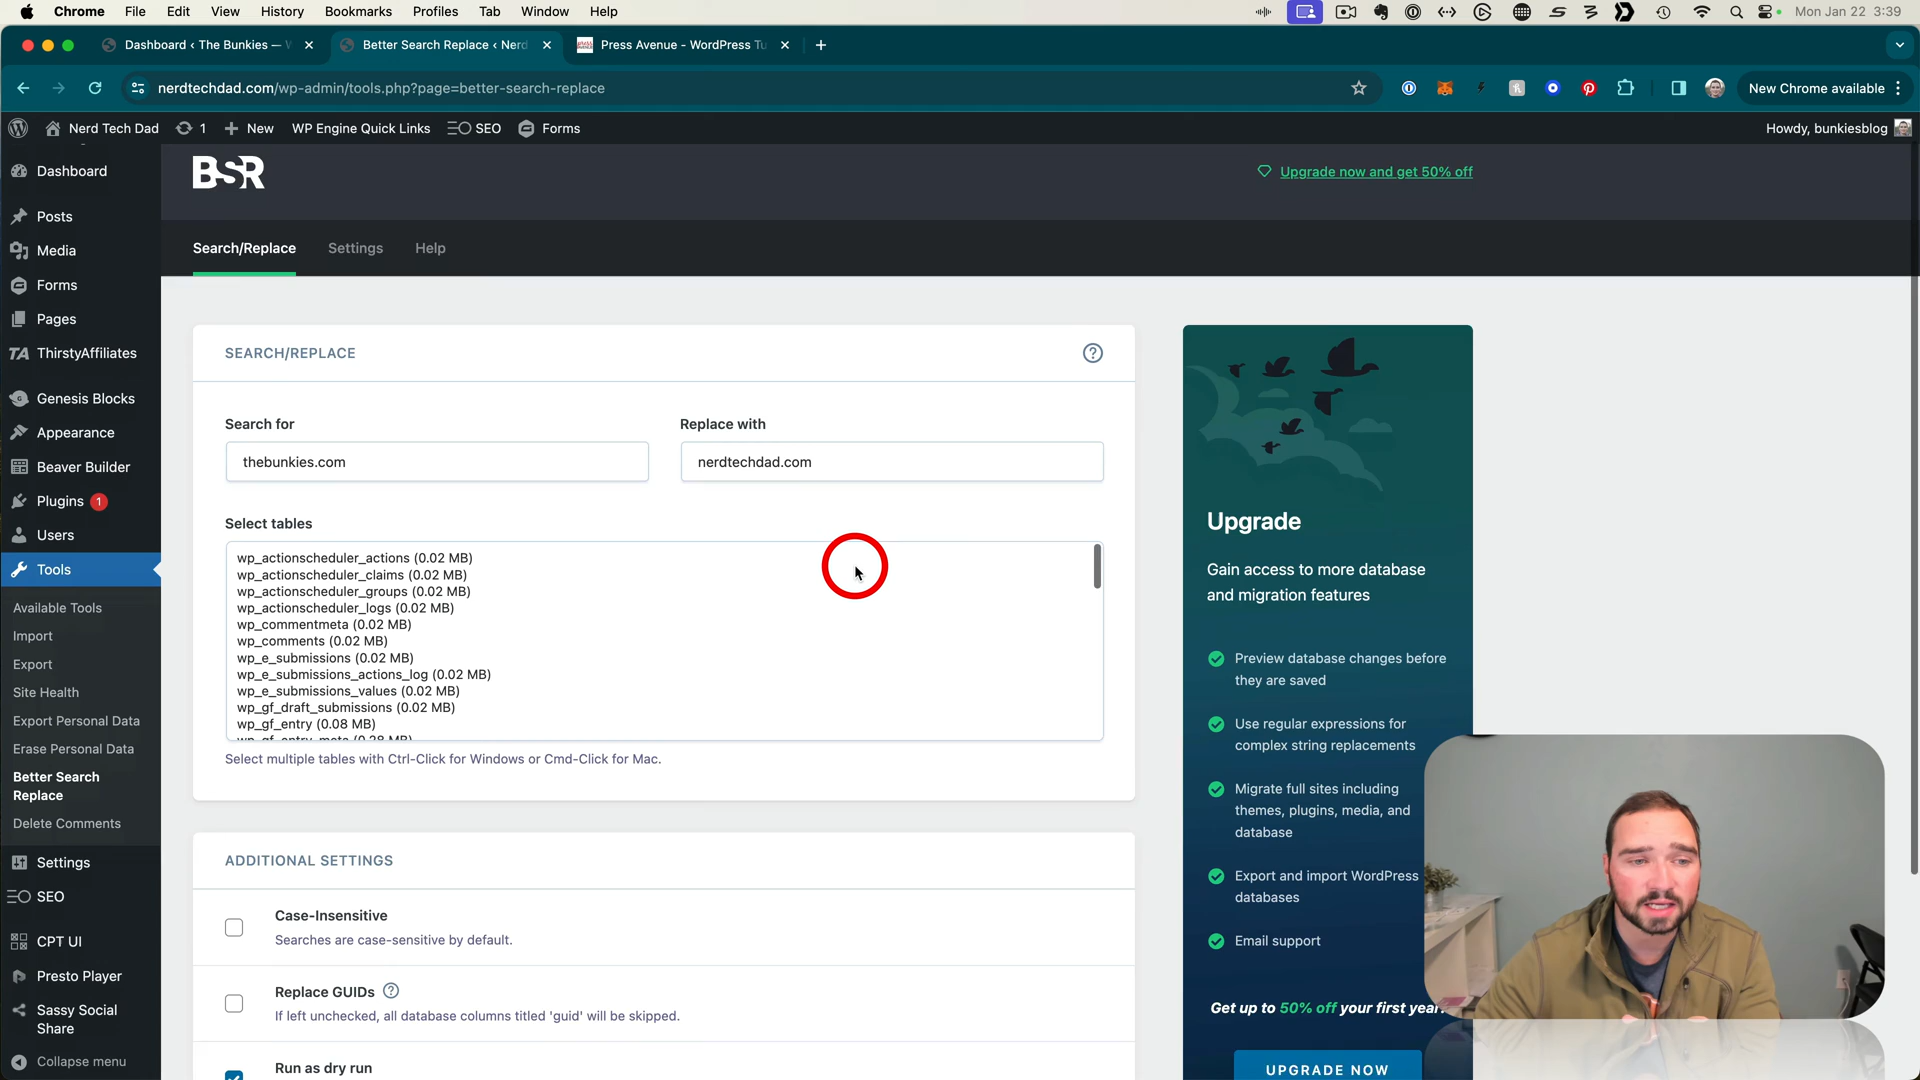 Chrome File Edit View History Bookmarks Profiles Tab Window Help
Mon Jan 22 3:39
Dashboard ‹ The Bunkies —
Better Search Replace ‹ Nerd
Press Avenue - WordPress Tu
nerdtechdad.com/wp-admin/tools.php?page=better-search-replace
New Chrome available
Nerd Tech Dad 1 New WP Engine Quick Links SEO Forms
Howdy, bunkiesblog
Dashboard
Posts
Media
Forms
Pages
TA ThirstyAffiliates
Genesis Blocks
Appearance
Beaver Builder
Plugins 1
Users
Tools
Available Tools
Import
Export
Site Health
Export Personal Data
Erase Personal Data
Better Search
Replace
Delete Comments
Settings
SEO
CPT UI
Presto Player
Sassy Social
Share
Collapse menu
BSR
Upgrade now and get 50% off
Search/Replace Settings Help
SEARCH/REPLACE
Search for
thebunkies.com
Replace with
nerdtechdad.com
Select tables
wp_actionscheduler_actions (0.02 MB)
wp_actionscheduler_claims (0.02 MB)
wp_actionscheduler_groups (0.02 MB)
wp_actionscheduler_logs (0.02 MB)
wp_commentmeta (0.02 MB)
wp_comments (0.02 MB)
wp_e_submissions (0.02 MB)
wp_e_submissions_actions_log (0.02 MB)
wp_e_submissions_values (0.02 MB)
wp_gf_draft_submissions (0.02 MB)
wp_gf_entry (0.08 MB)
wp_gf_entry_meta (0.28 MB)
Select multiple tables with Ctrl-Click for Windows or Cmd-Click for Mac.
ADDITIONAL SETTINGS
Case-Insensitive
Searches are case-sensitive by default.
Replace GUIDs
If left unchecked, all database columns titled 'guid' will be skipped.
Run as dry run
Upgrade
Gain access to more database
and migration features
Preview database changes before
they are saved
Use regular expressions for
complex string replacements
Migrate full sites including
themes, plugins, media, and
database
Export and import WordPress
databases
Email support
Get up to 50% off your first year.
UPGRADE NOW